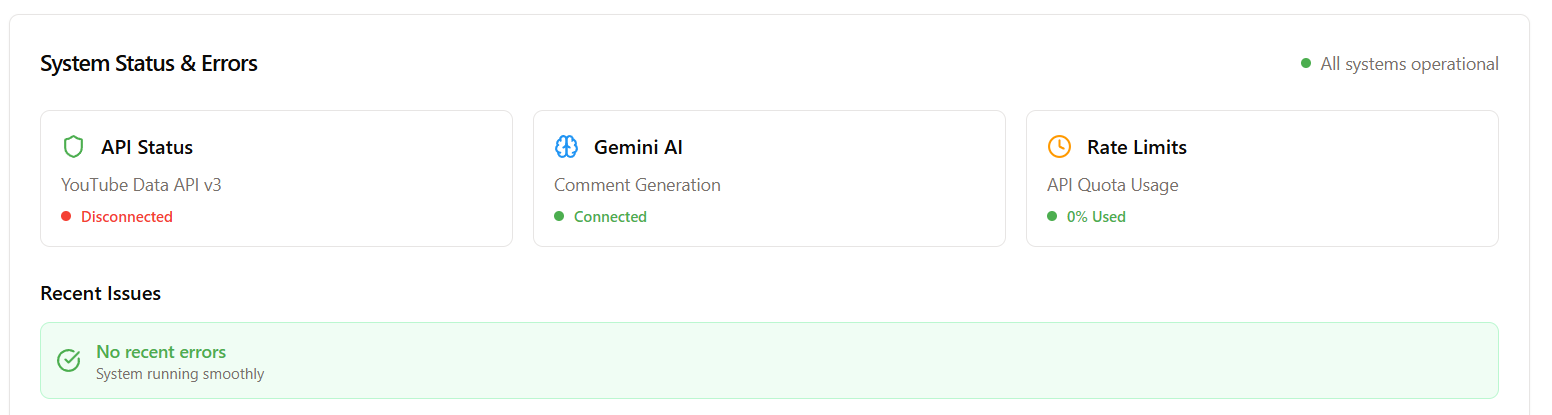 System Status & Errors
All systems operational
API Status
YouTube Data API v3
Disconnected
Gemini AI
Comment Generation
Connected
Rate Limits
API Quota Usage
0% Used
Recent Issues
No recent errors
System running smoothly